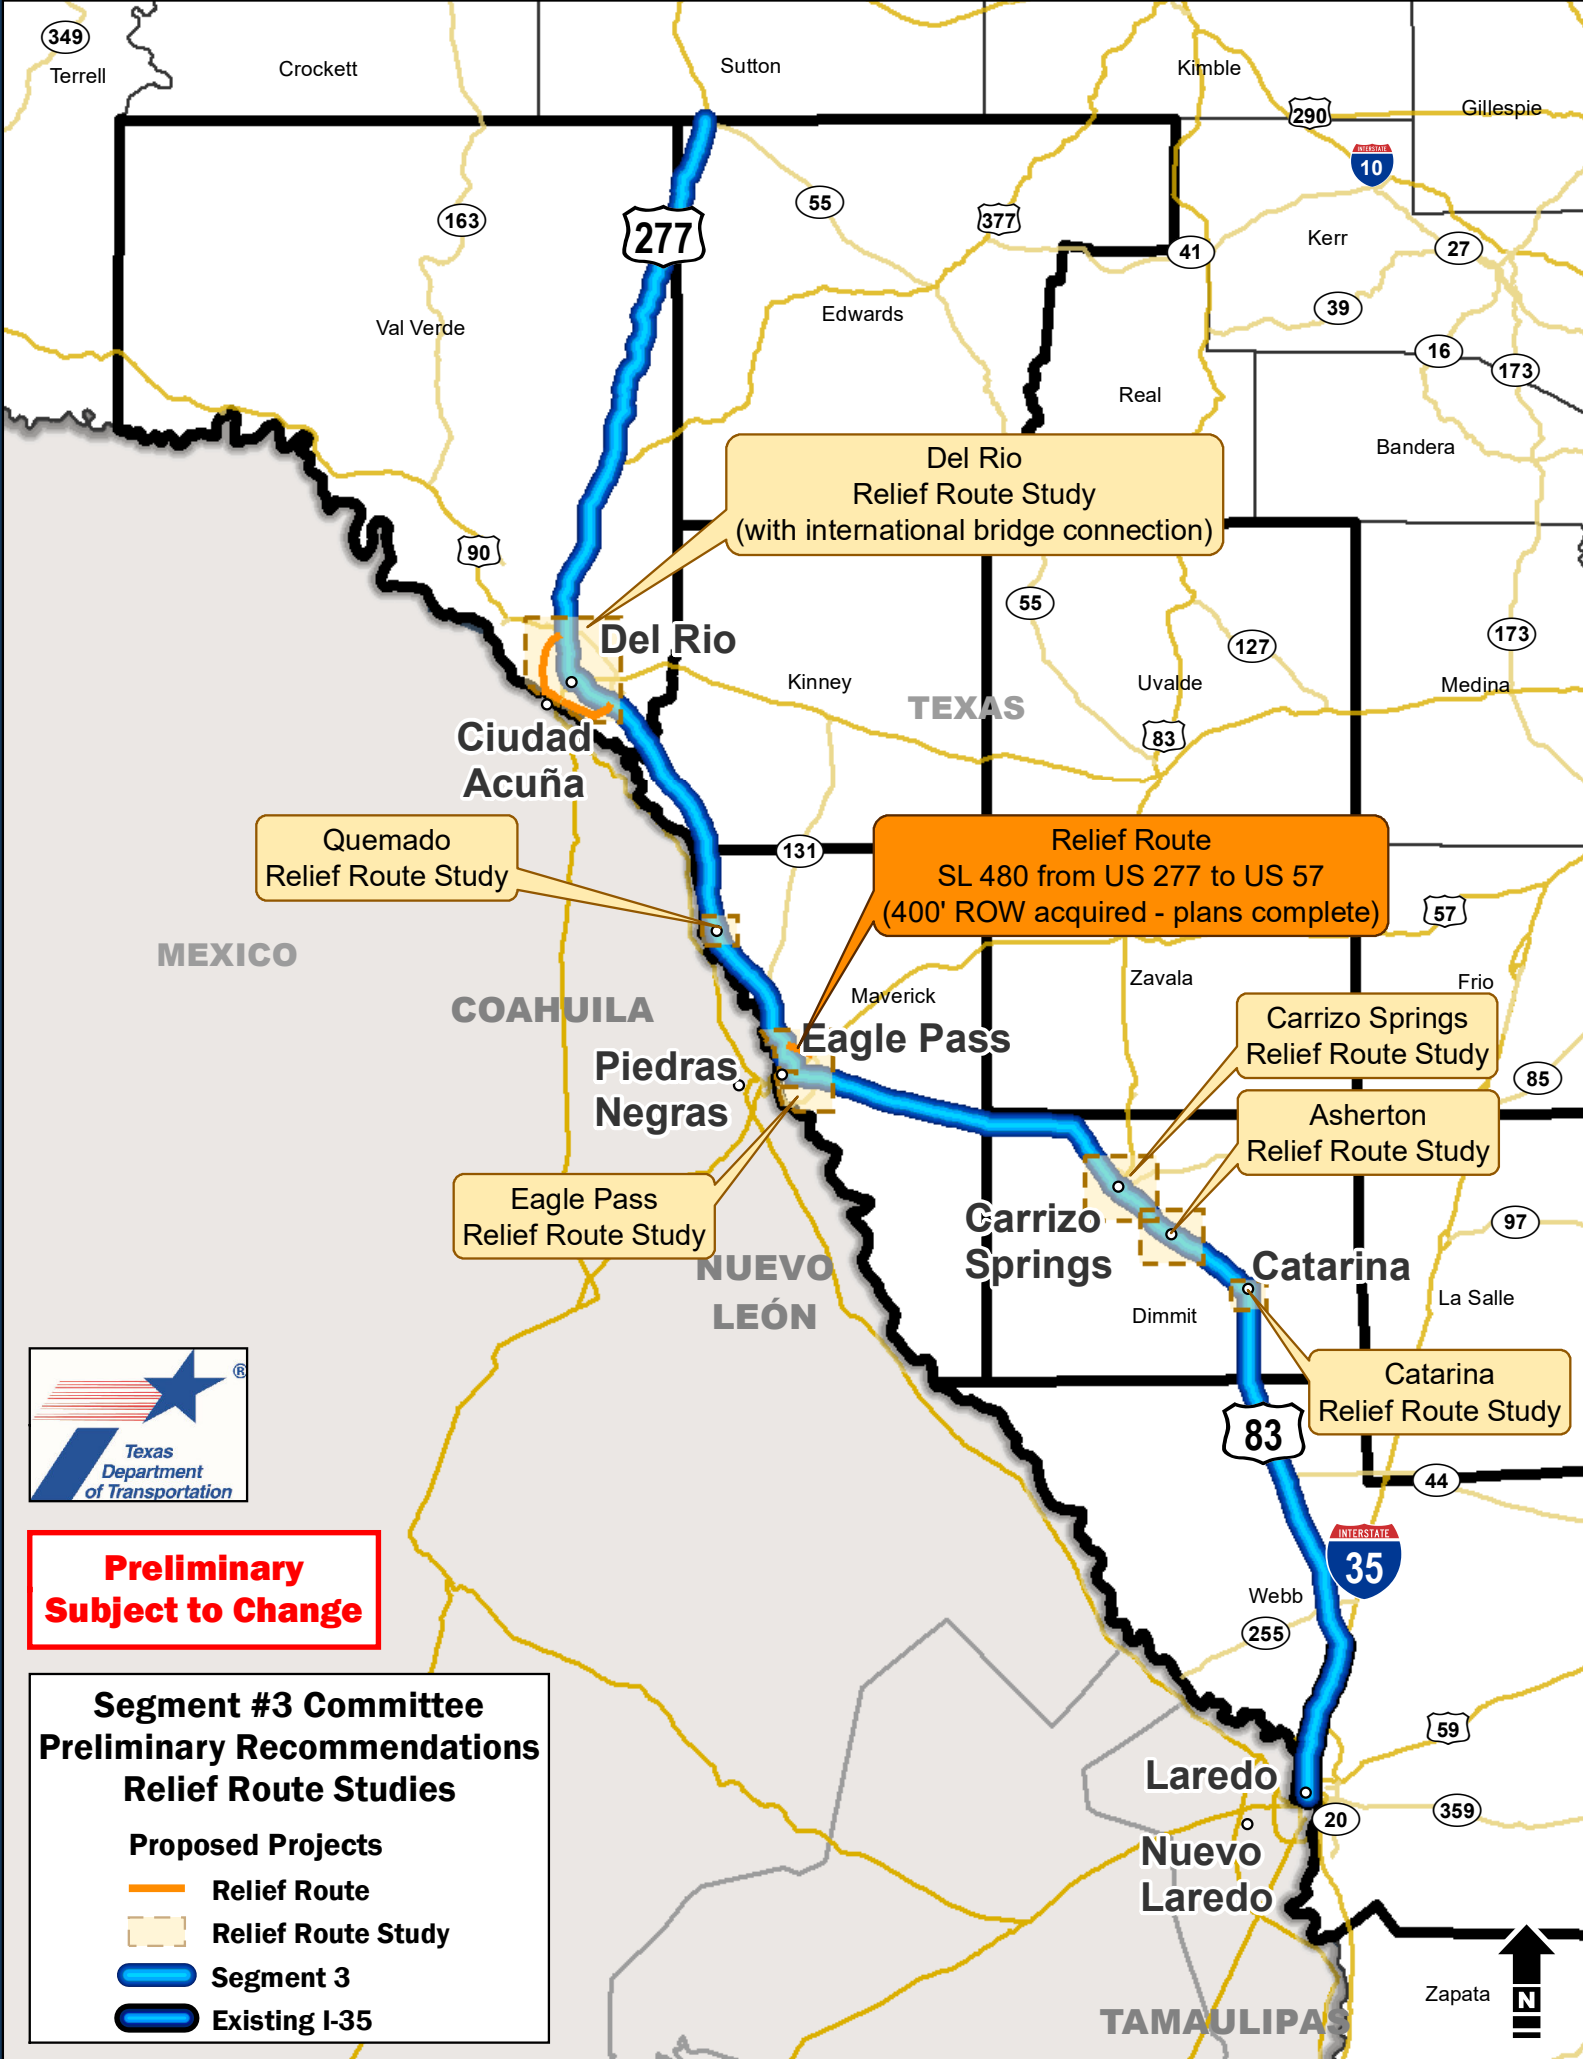 349
Terrell
Crockett
Sutton
Kimble
290
Gillespie
INTERSTATE
10
163
277
55
377
41
Kerr
27
39
Val Verde
Edwards
16
173
Real
Bandera
Del Rio
Relief Route Study
(with international bridge connection)
90
55
127
173
Del Rio
Kinney
TEXAS
Uvalde
Medina
83
Ciudad
Acuña
Quemado
Relief Route Study
131
Relief Route
SL 480 from US 277 to US 57
(400' ROW acquired - plans complete)
57
MEXICO
COAHUILA
Maverick
Zavala
Frio
Carrizo Springs
Relief Route Study
Eagle Pass
Piedras
Negras
85
Asherton
Relief Route Study
Eagle Pass
Relief Route Study
Carrizo
Springs
97
Catarina
NUEVO
LEÓN
Dimmit
La Salle
Catarina
Relief Route Study
83
44
®
Texas
Department
of Transportation
Preliminary
Subject to Change
INTERSTATE
35
Webb
255
Segment #3 Committee
Preliminary Recommendations
Relief Route Studies
Proposed Projects
Relief Route
Relief Route Study
Segment 3
Existing I-35
59
Laredo
20
359
Nuevo
Laredo
Zapata
N
TAMAULIPAS